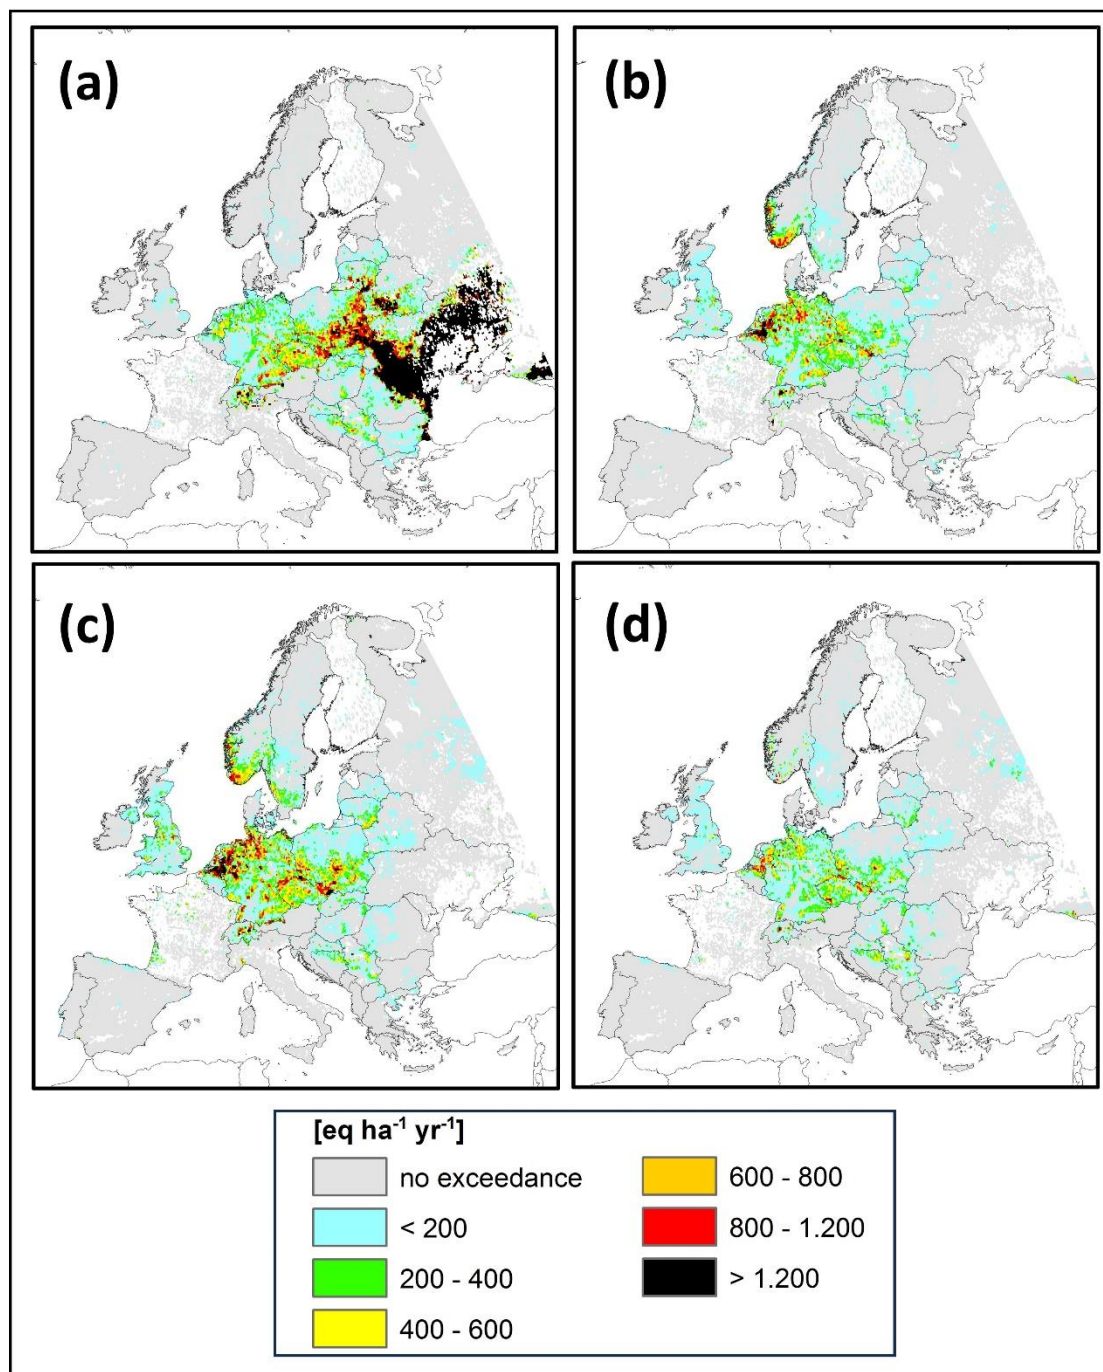 (a)
(b)
(c)
(d)
[eq ha⁻¹ yr⁻¹]
no exceedance
< 200
200 - 400
400 - 600
600 - 800
800 - 1.200
> 1.200